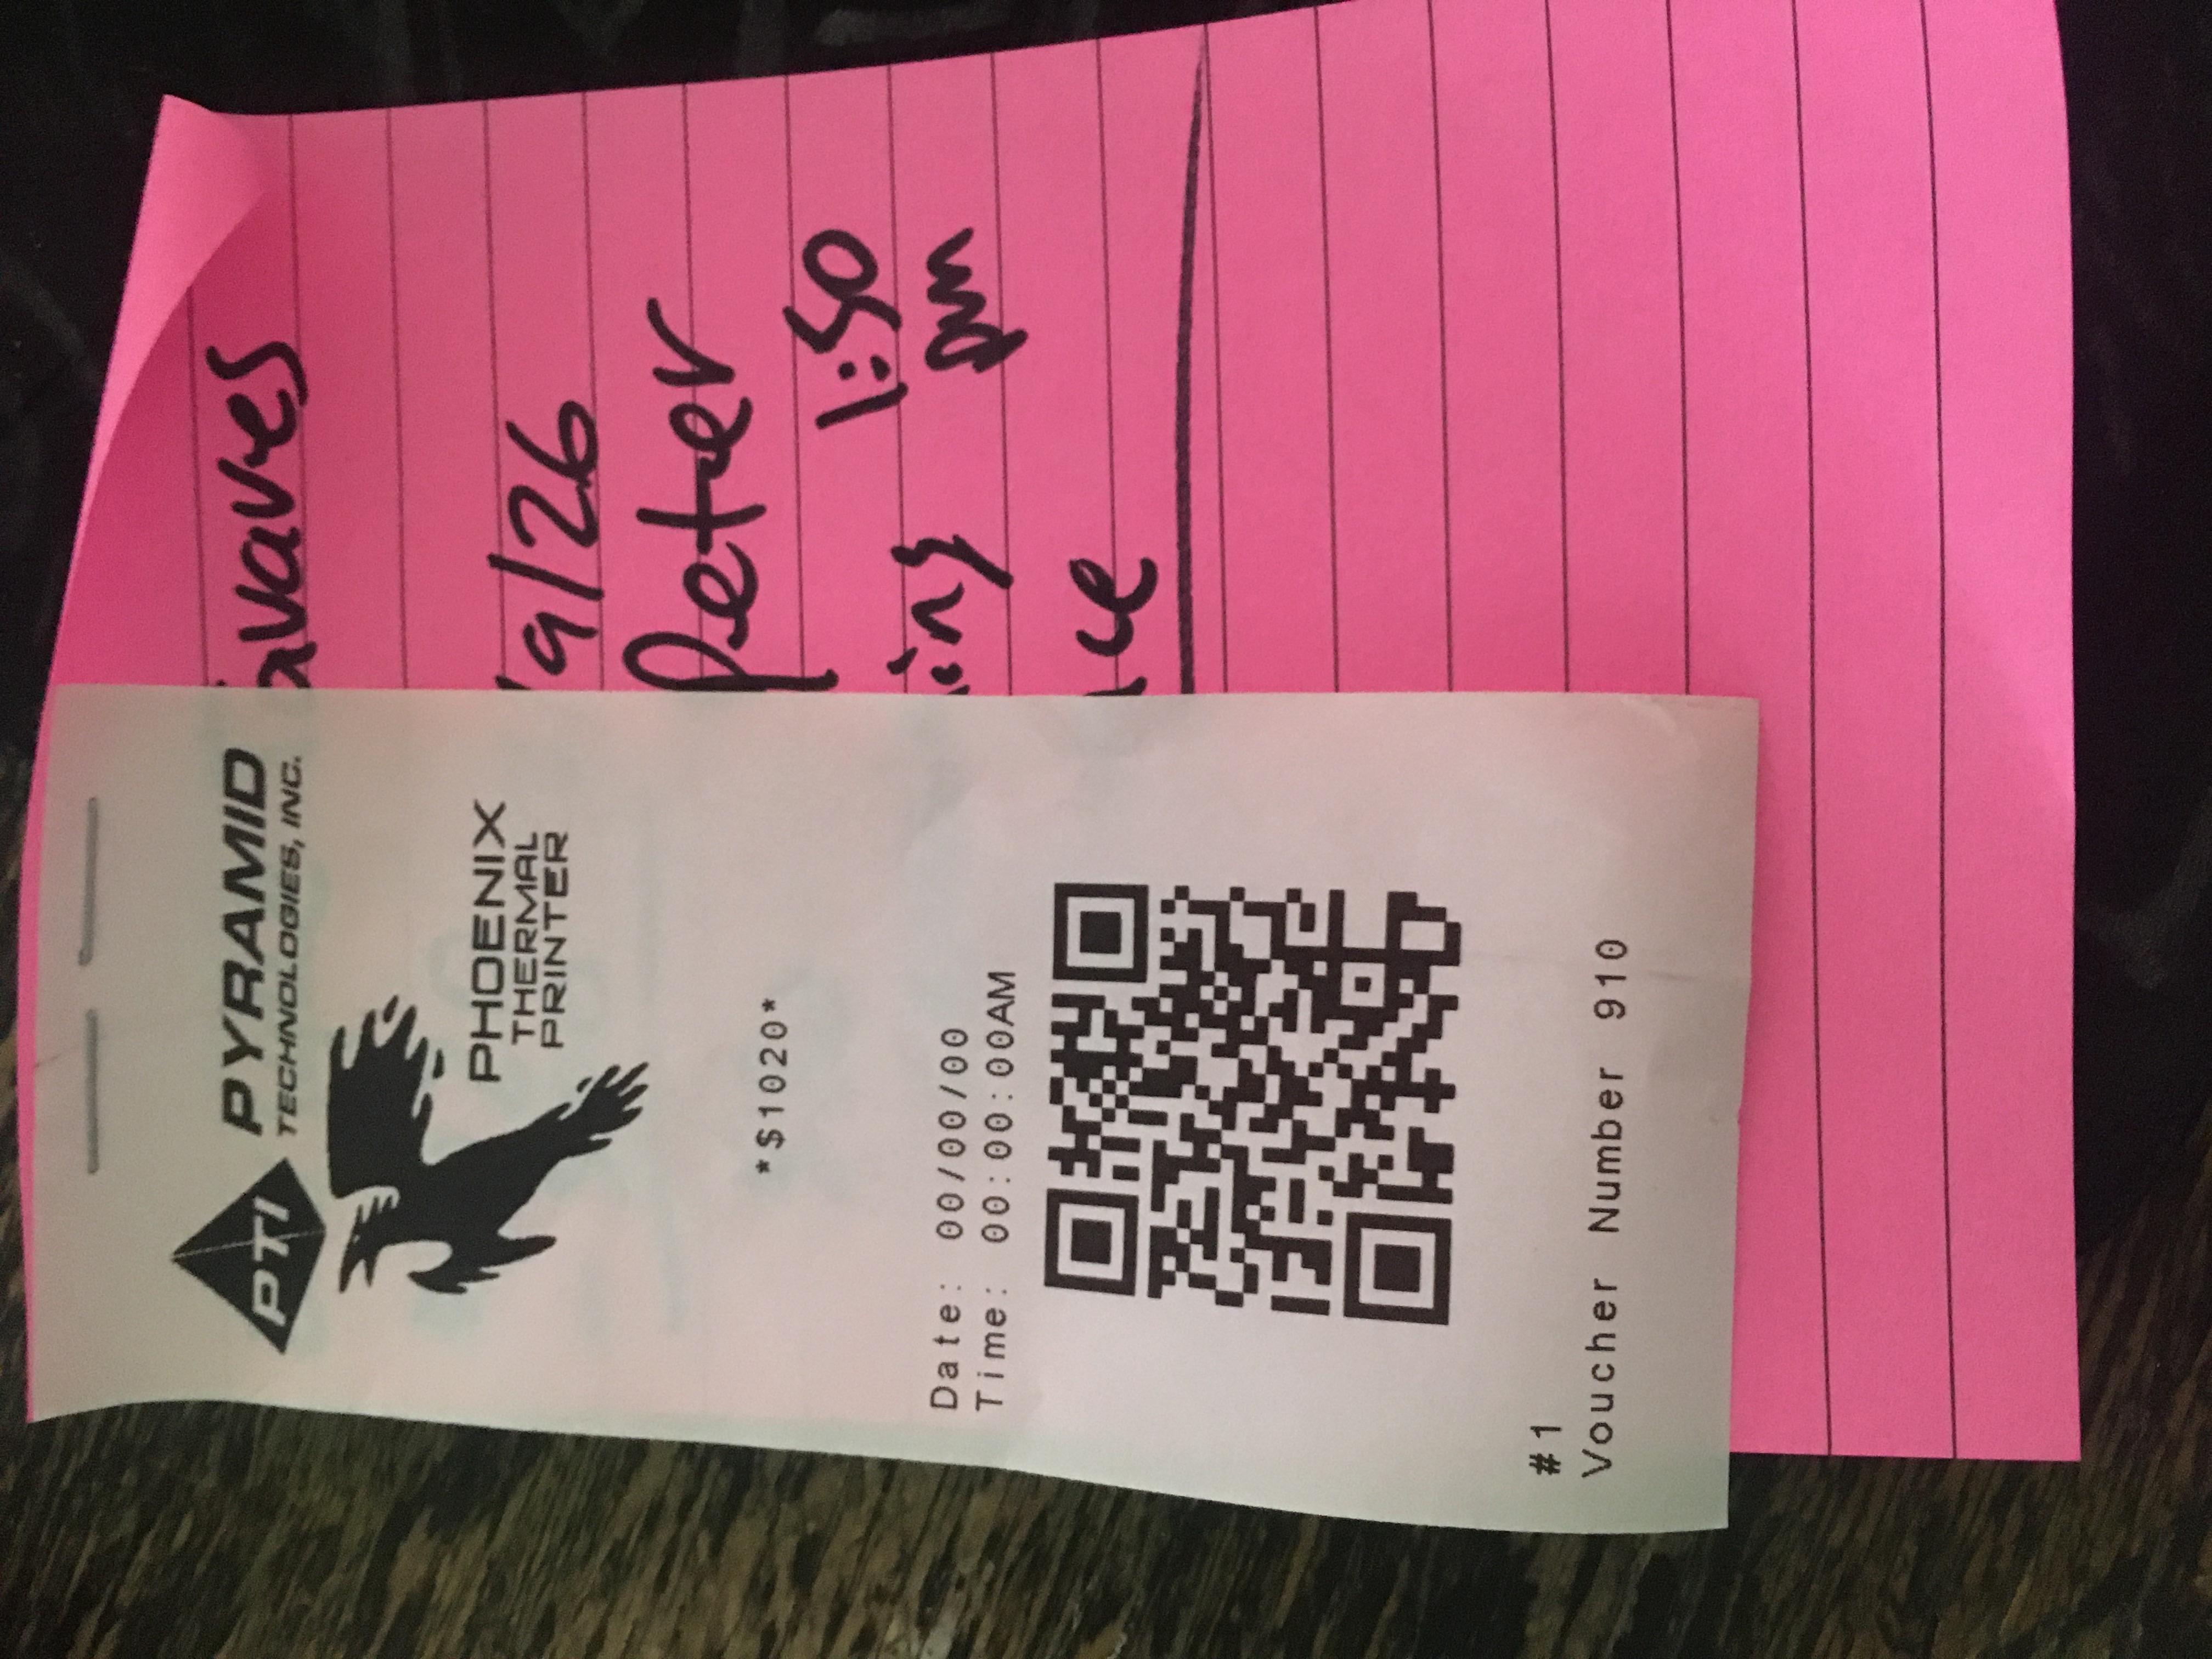 PTI
PYRAMID
TECHNOLOGIES, INC.
PHOENIX
THERMAL
PRINTER
*$1020*
Date: 00/00/00
Time: 00:00:00AM
#1
Voucher Number 910
9/26
Peter
1:50
pm